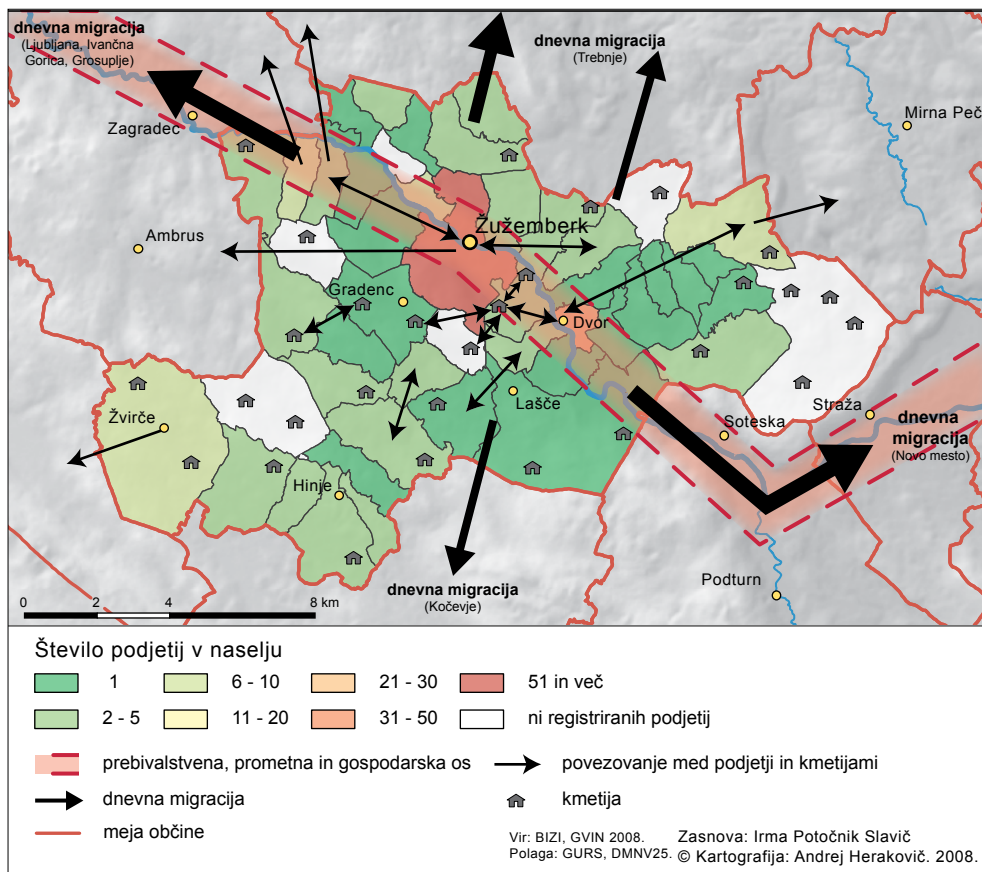 dnevna migracija
(Ljubljana, Ivančna
Gorica, Grosuplje)
dnevna migracija
(Trebnje)
Mirna Peč
Zagradec
Žužemberk
Ambrus
Gradenc
Dvor
Lašče
Straža
Soteska
dnevna
migracija
(Novo mesto)
Žvirče
Hinje
Podturn
dnevna migracija
(Kočevje)
0 2 4 8 km
Število podjetij v naselju
1 6 - 10 21 - 30 51 in več
2 - 5 11 - 20 31 - 50 ni registriranih podjetij
prebivalstvena, prometna in gospodarska os povezovanje med podjetji in kmetijami
dnevna migracija kmetija
meja občine
Vir: BIZI, GVIN 2008. Zasnova: Irma Potočnik Slavič
Polaga: GURS, DMNV25. © Kartografija: Andrej Herakovič. 2008.